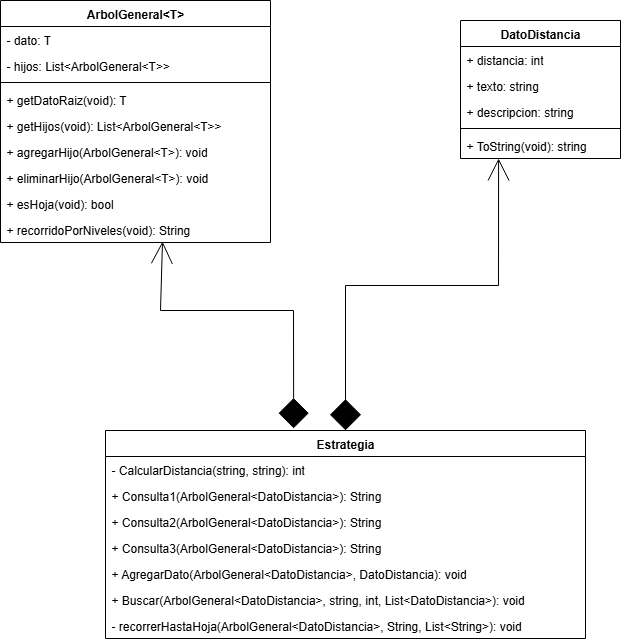 ArbolGeneral<T>
- dato: T
- hijos: List<ArbolGeneral<T>>
+ getDatoRaiz(void): T
+ getHijos(void): List<ArbolGeneral<T>>
+ agregarHijo(ArbolGeneral<T>): void
+ eliminarHijo(ArbolGeneral<T>): void
+ esHoja(void): bool
+ recorridoPorNiveles(void): String
DatoDistancia
+ distancia: int
+ texto: string
+ descripcion: string
+ ToString(void): string
Estrategia
- CalcularDistancia(string, string): int
+ Consulta1(ArbolGeneral<DatoDistancia>): String
+ Consulta2(ArbolGeneral<DatoDistancia>): String
+ Consulta3(ArbolGeneral<DatoDistancia>): String
+ AgregarDato(ArbolGeneral<DatoDistancia>, DatoDistancia): void
+ Buscar(ArbolGeneral<DatoDistancia>, string, int, List<DatoDistancia>): void
- recorrerHastaHoja(ArbolGeneral<DatoDistancia>, String, List<String>): void